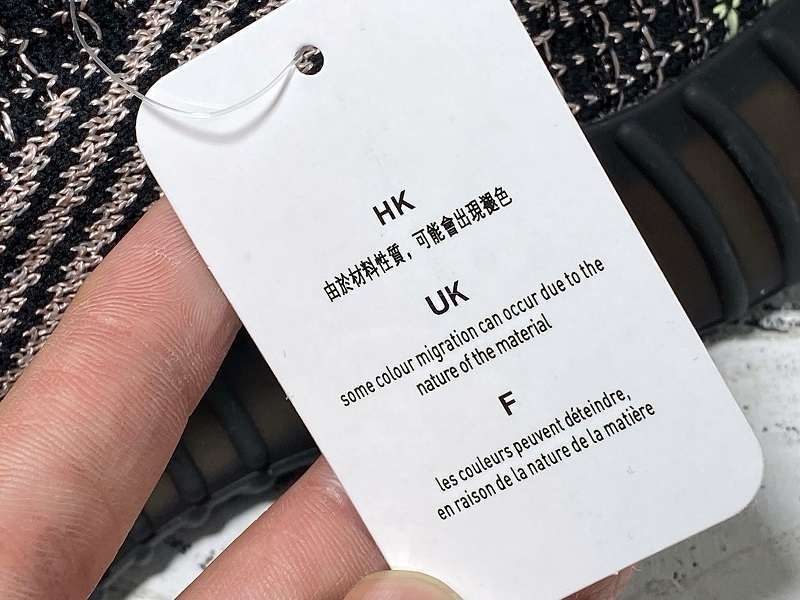 HK
由於材料性質，可能會出現褪色
UK
some colour migration can occur due to the
nature of the material
F
les couleurs peuvent déteindre,
en raison de la nature de la matière